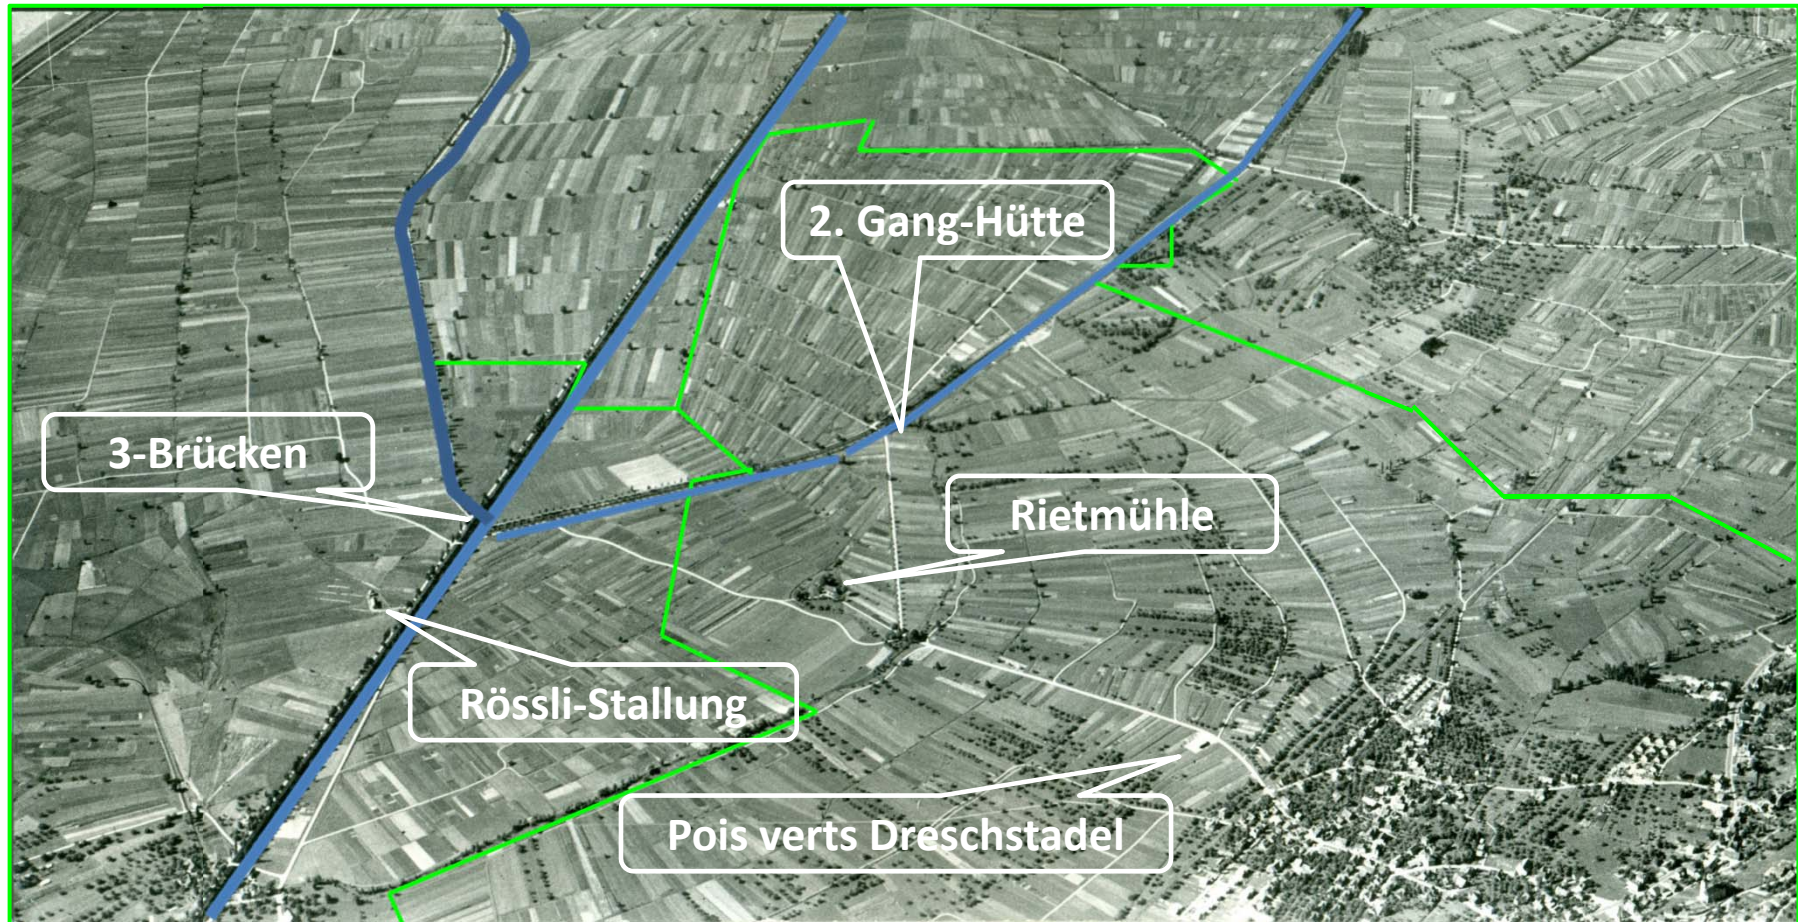 2. Gang-Hütte
3-Brücken
Rietmühle
Rössli-Stallung
Pois verts Dreschstadel